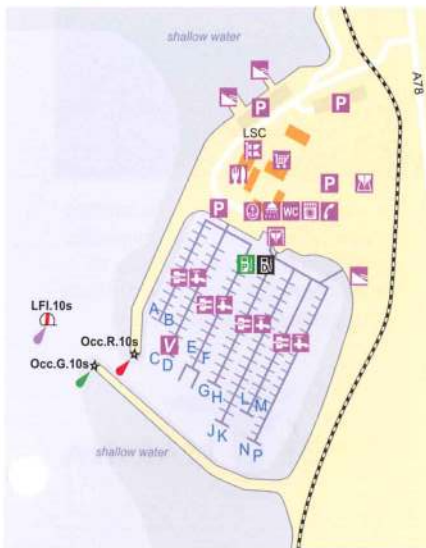 shallow water
A78
P
P
LSC
P
P
WC
LFl.10s
Occ.R.10s
Occ.G.10s
A B
C D
V
E F
G H
J K
L M
N P
shallow water